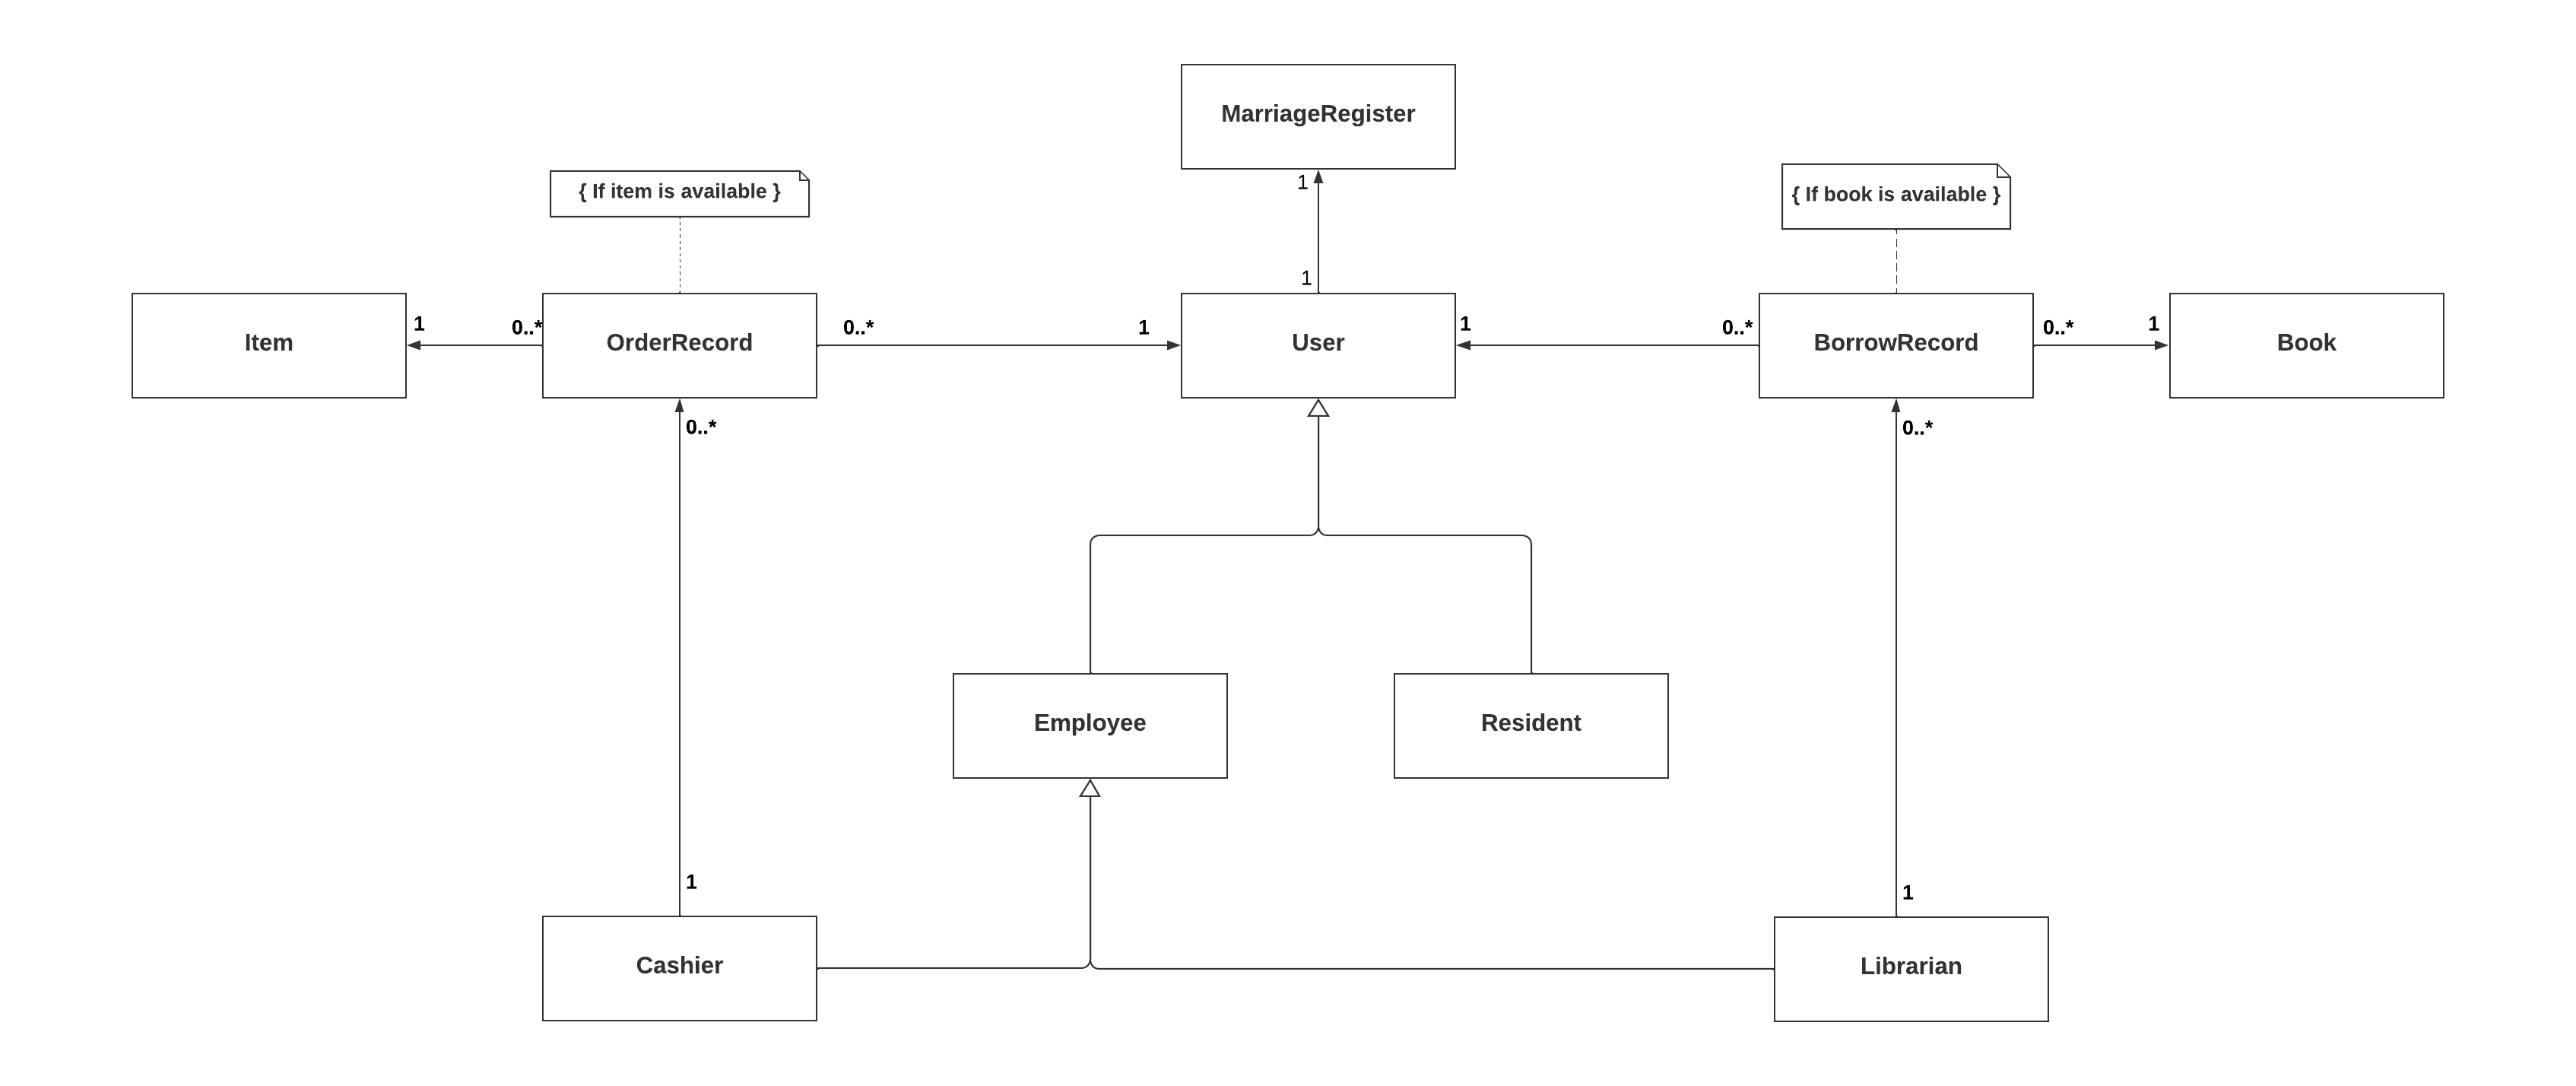 MarriageRegister
1
{ If item is available }
{ If book is available }
1
Item
1
0..*
OrderRecord
0..*
1
User
1
0..*
BorrowRecord
0..*
1
Book
0..*
0..*
Employee
Resident
1
1
Cashier
Librarian